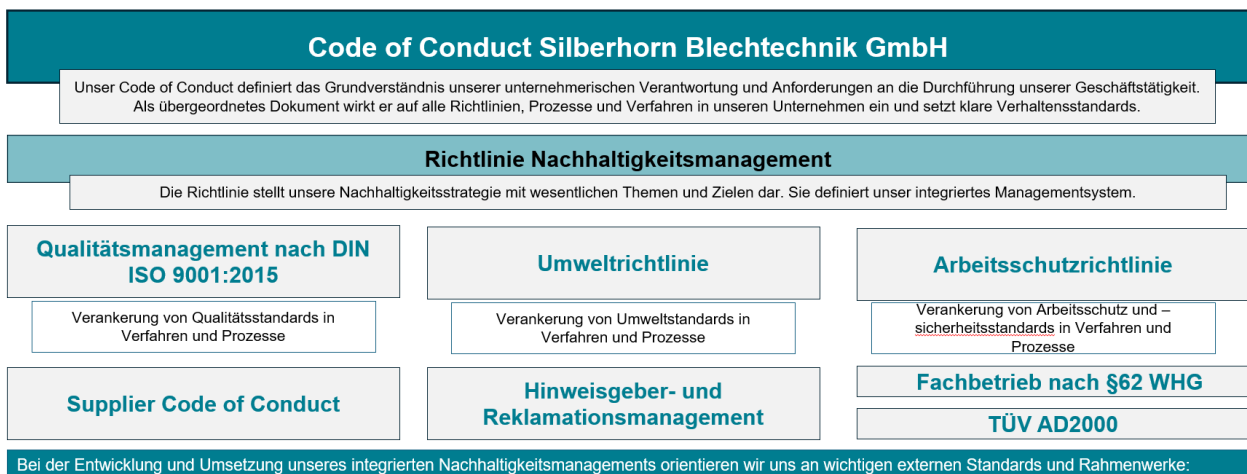 Code of Conduct Silberhorn Blechtechnik GmbH
Unser Code of Conduct definiert das Grundverständnis unserer unternehmerischen Verantwortung und Anforderungen an die Durchführung unserer Geschäftstätigkeit.
Als übergeordnetes Dokument wirkt er auf alle Richtlinien, Prozesse und Verfahren in unseren Unternehmen ein und setzt klare Verhaltensstandards.
Richtlinie Nachhaltigkeitsmanagement
Die Richtlinie stellt unsere Nachhaltigkeitsstrategie mit wesentlichen Themen und Zielen dar. Sie definiert unser integriertes Managementsystem.
Qualitätsmanagement nach DIN
ISO 9001:2015
Verankerung von Qualitätsstandards in
Verfahren und Prozesse
Umweltrichtlinie
Verankerung von Umweltstandards in
Verfahren und Prozesse
Arbeitsschutzrichtlinie
Verankerung von Arbeitsschutz und –
sicherheitsstandards in Verfahren und
Prozesse
Supplier Code of Conduct
Hinweisgeber- und
Reklamationsmanagement
Fachbetrieb nach §62 WHG
TÜV AD2000
Bei der Entwicklung und Umsetzung unseres integrierten Nachhaltigkeitsmanagements orientieren wir uns an wichtigen externen Standards und Rahmenwerke: